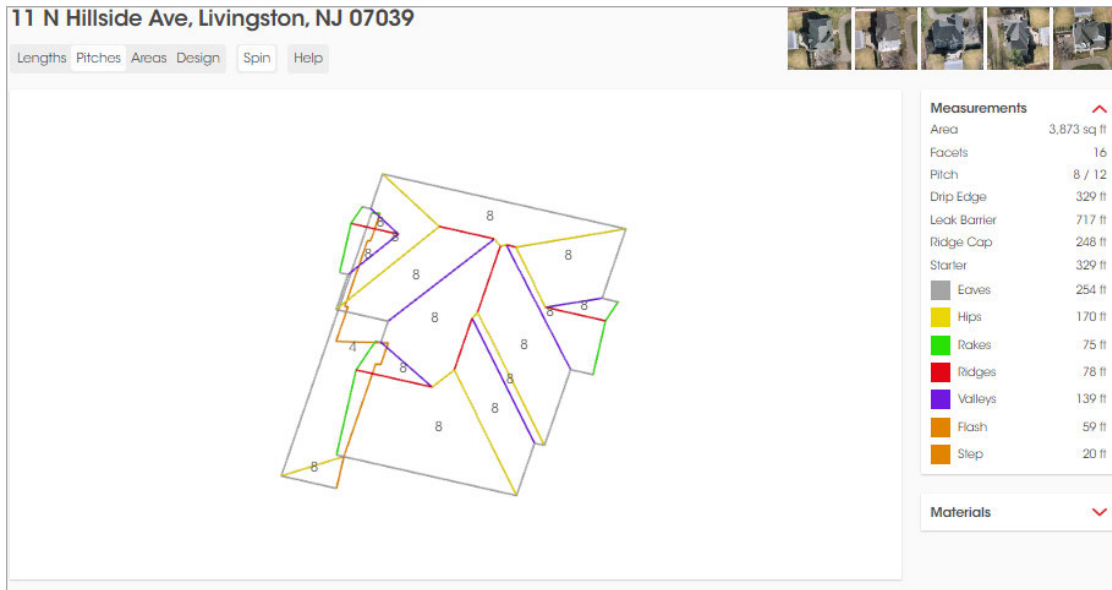 11 N Hillside Ave, Livingston, NJ 07039
Lengths Pitches Areas Design Spin Help
Measurements
Area 3,873 sq ft
Facets 16
Pitch 8 / 12
Drip Edge 329 ft
Leak Barrier 717 ft
Ridge Cap 248 ft
Starter 329 ft
Eaves 254 ft
Hips 170 ft
Rakes 75 ft
Ridges 78 ft
Valleys 139 ft
Flash 59 ft
Step 20 ft
Materials
8
8
8
8
8
8
8
8
8
8
4
8
8
8
8
8